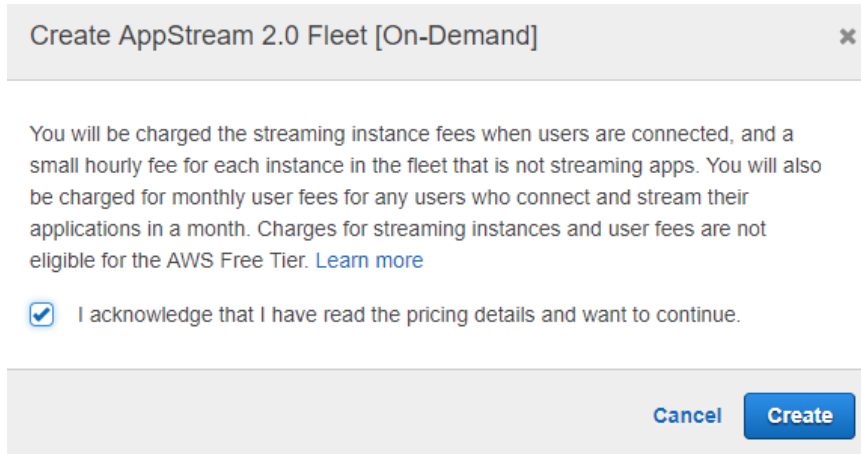 Create AppStream 2.0 Fleet [On-Demand]
You will be charged the streaming instance fees when users are connected, and a
small hourly fee for each instance in the fleet that is not streaming apps. You will also
be charged for monthly user fees for any users who connect and stream their
applications in a month. Charges for streaming instances and user fees are not
eligible for the AWS Free Tier. Learn more
I acknowledge that I have read the pricing details and want to continue.
Cancel Create